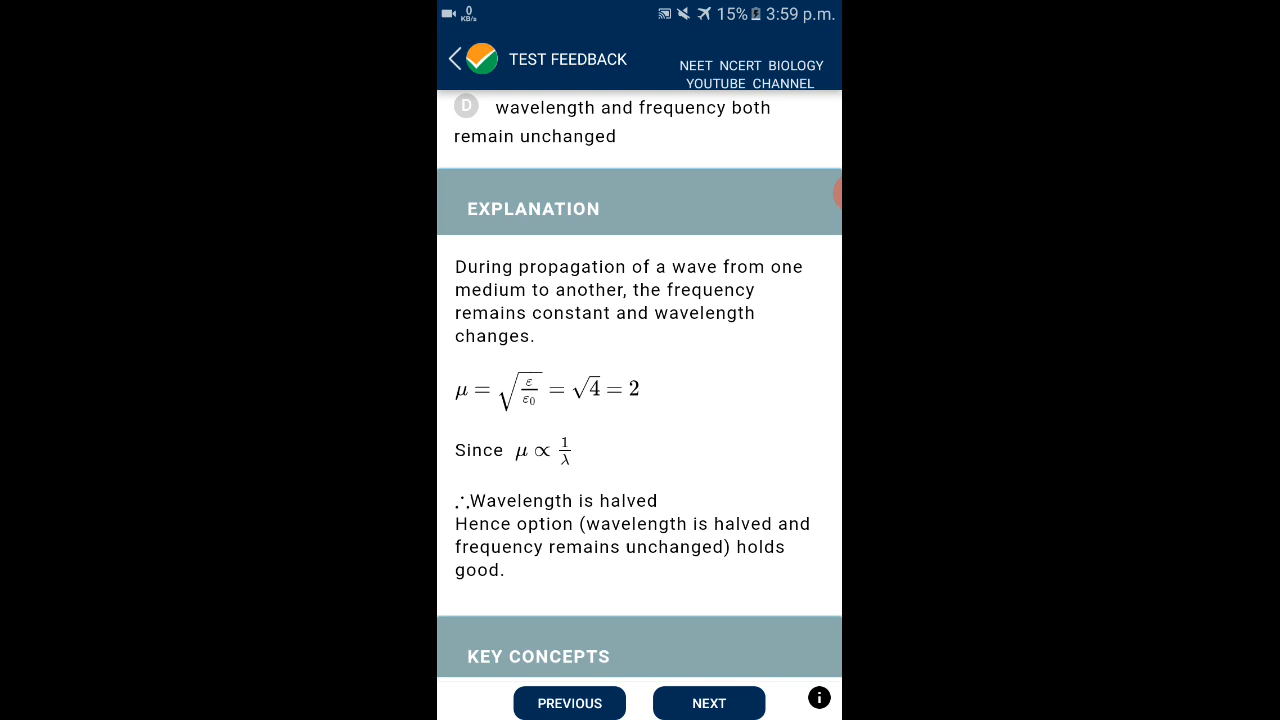 0
KB/s
15% 3:59 p.m.
TEST FEEDBACK
NEET NCERT BIOLOGY
YOUTUBE CHANNEL
D wavelength and frequency both
remain unchanged
EXPLANATION
During propagation of a wave from one
medium to another, the frequency
remains constant and wavelength
changes.
μ = √(ε/ε₀) = √4 = 2
Since μ ∝ 1/λ
∴Wavelength is halved
Hence option (wavelength is halved and
frequency remains unchanged) holds
good.
KEY CONCEPTS
PREVIOUS
NEXT
i